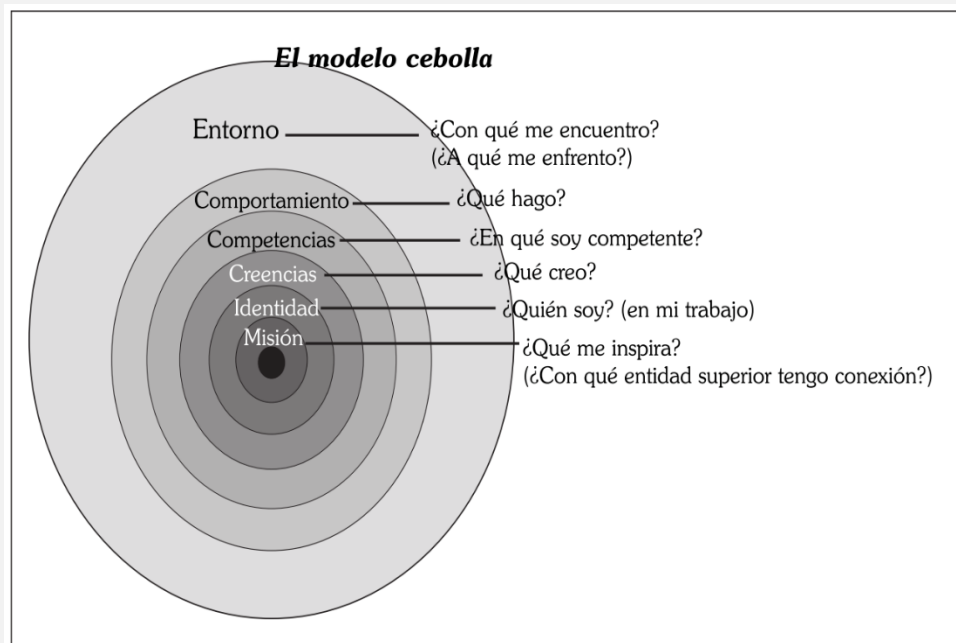 El modelo cebolla
Entorno ¿Con qué me encuentro?
(¿A qué me enfrento?)
Comportamiento ¿Qué hago?
Competencias ¿En qué soy competente?
Creencias ¿Qué creo?
Identidad ¿Quién soy? (en mi trabajo)
Misión ¿Qué me inspira?
(¿Con qué entidad superior tengo conexión?)